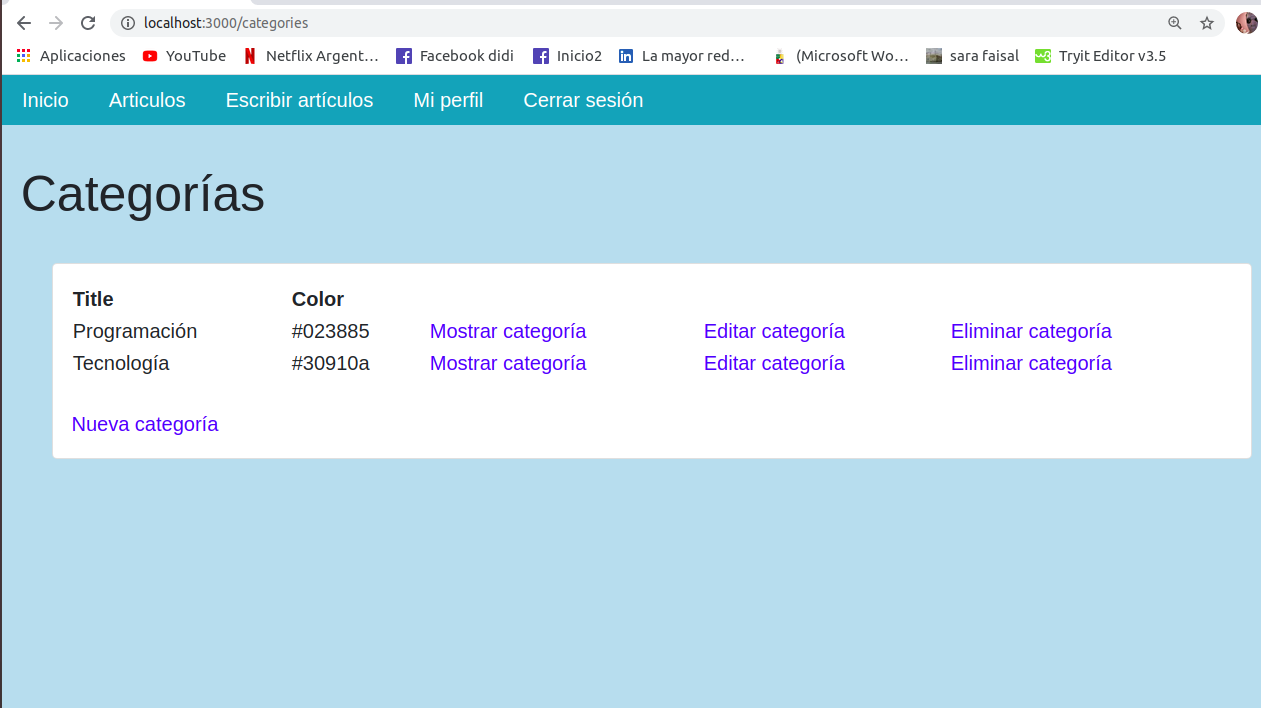 localhost:3000/categories
Aplicaciones YouTube Netflix Argent... Facebook didi Inicio2 La mayor red... (Microsoft Wo... sara faisal Tryit Editor v3.5
Inicio Articulos Escribir artículos Mi perfil Cerrar sesión
Categorías
Title Color
Programación #023885 Mostrar categoría Editar categoría Eliminar categoría
Tecnología #30910a Mostrar categoría Editar categoría Eliminar categoría
Nueva categoría